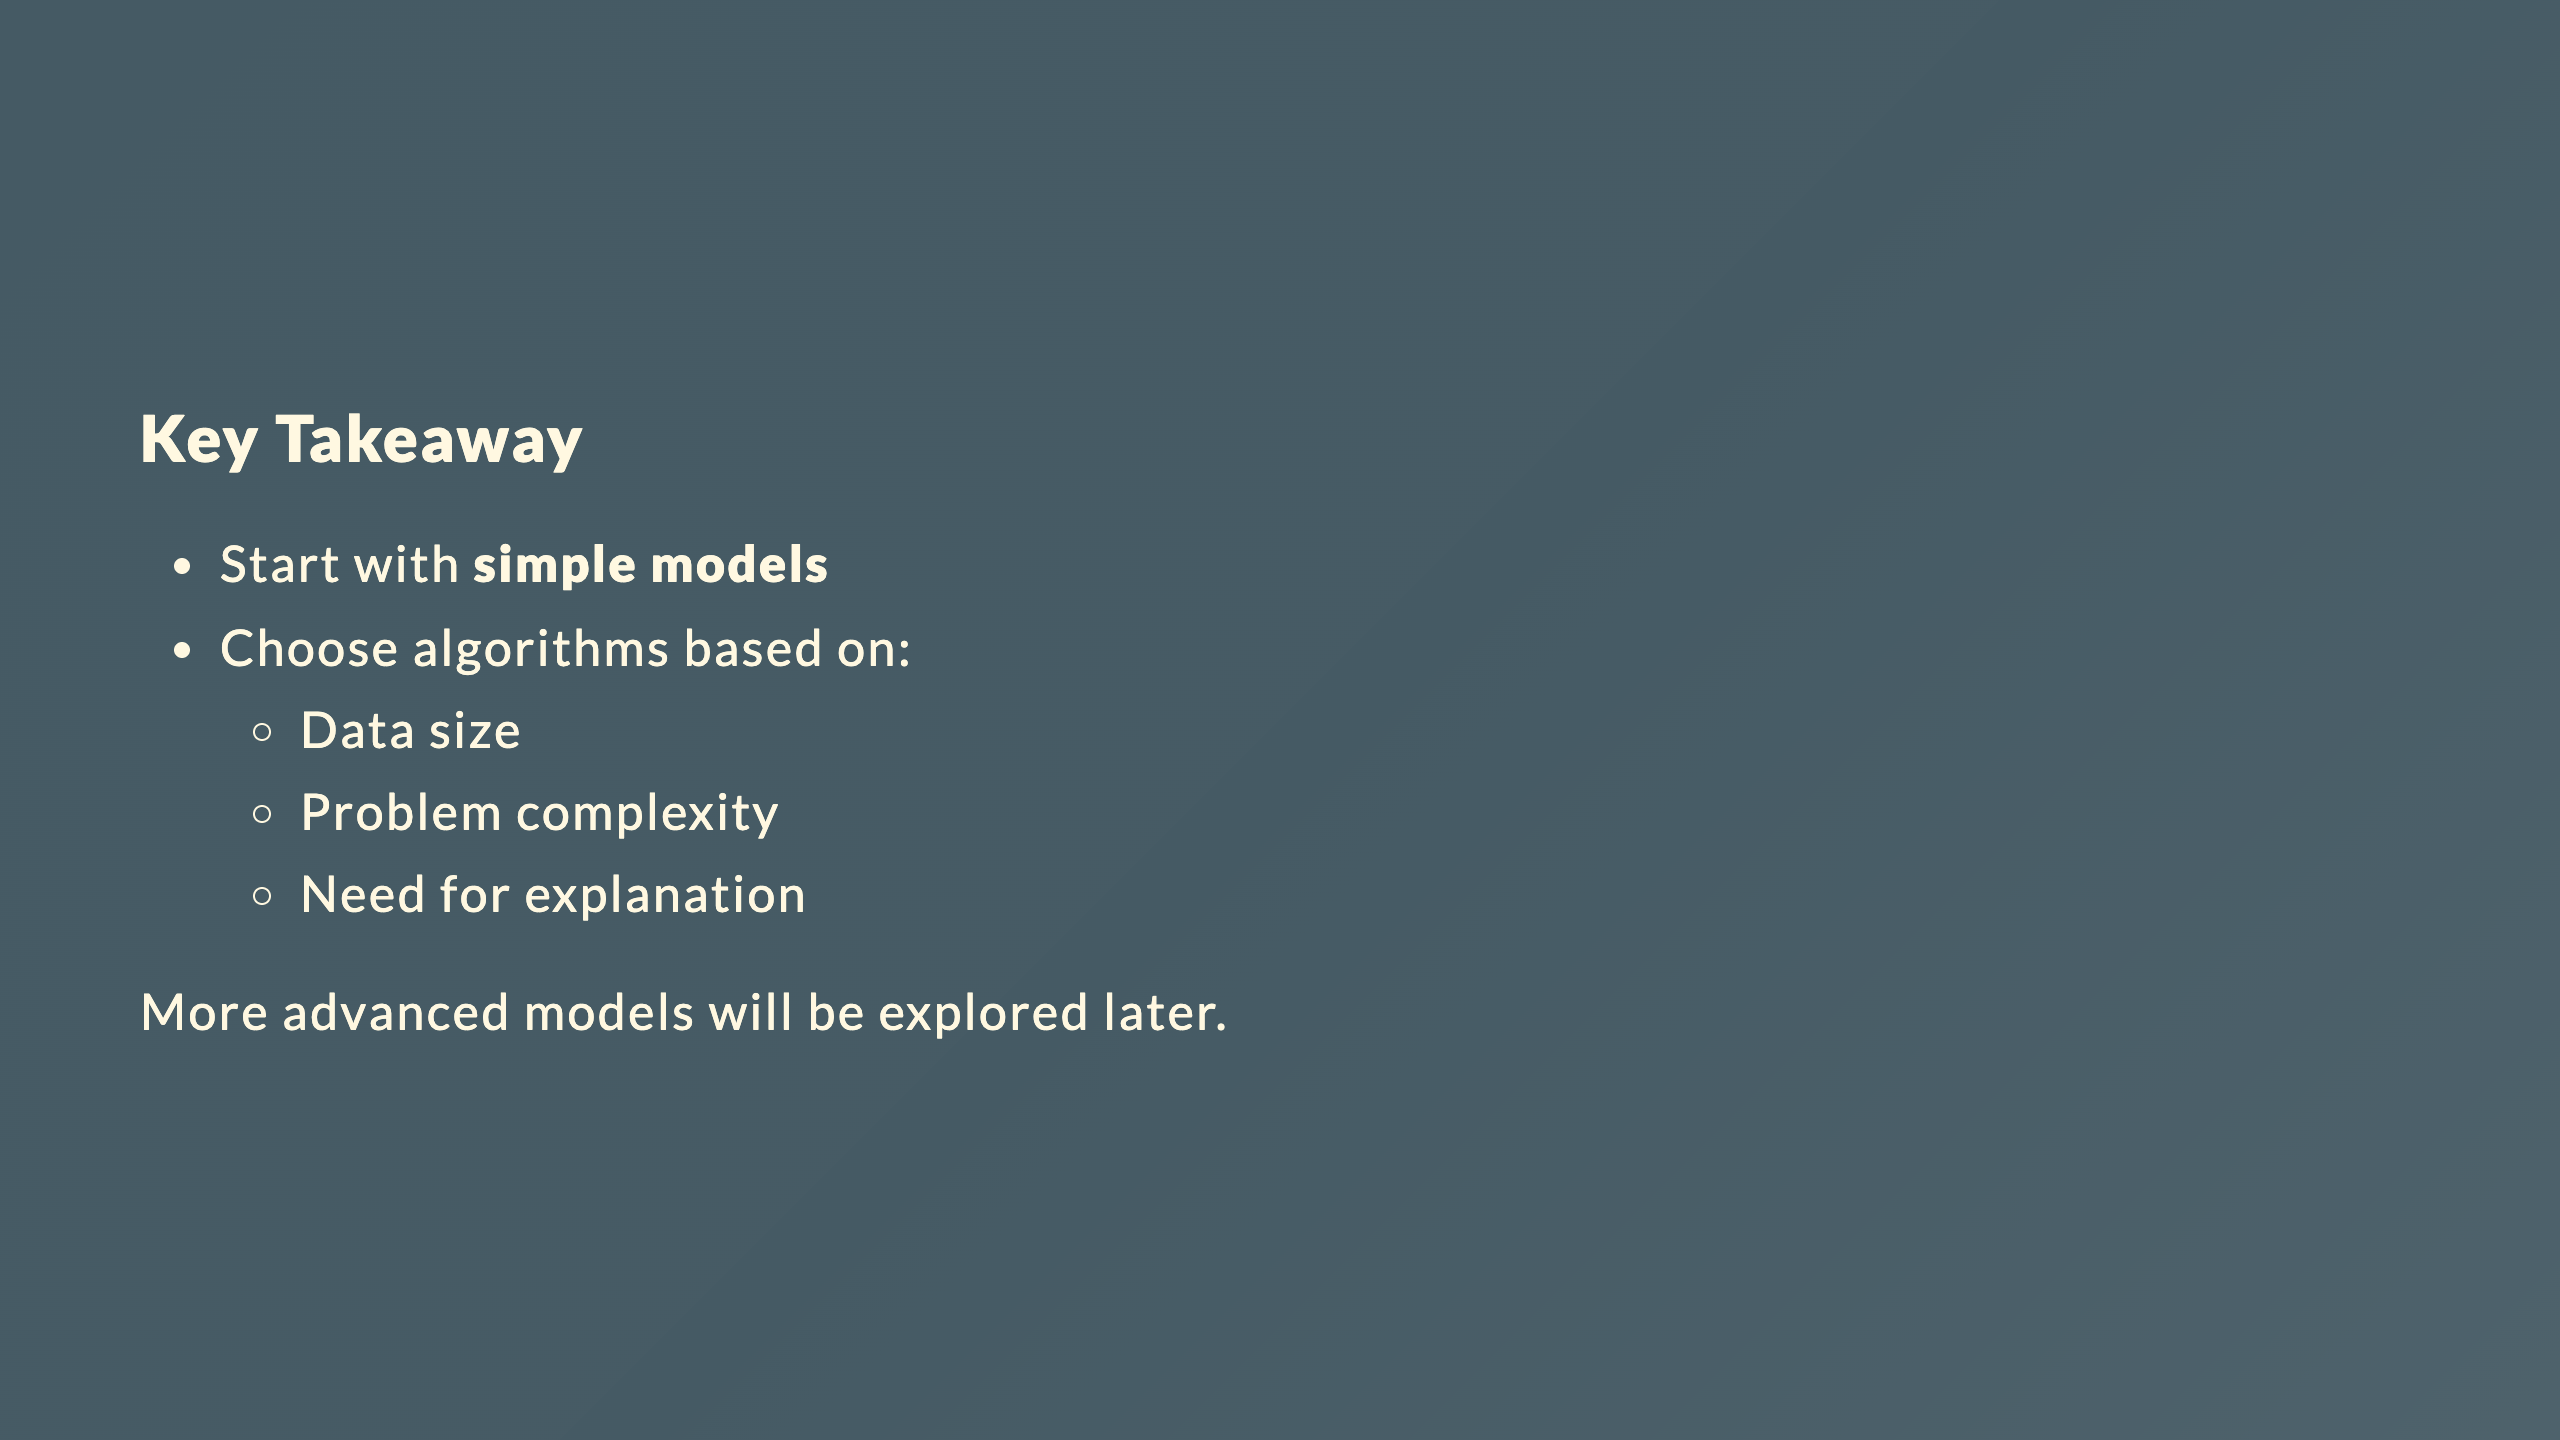 Key Takeaway
• Start with simple models
• Choose algorithms based on:
◦ Data size
◦ Problem complexity
◦ Need for explanation
More advanced models will be explored later.